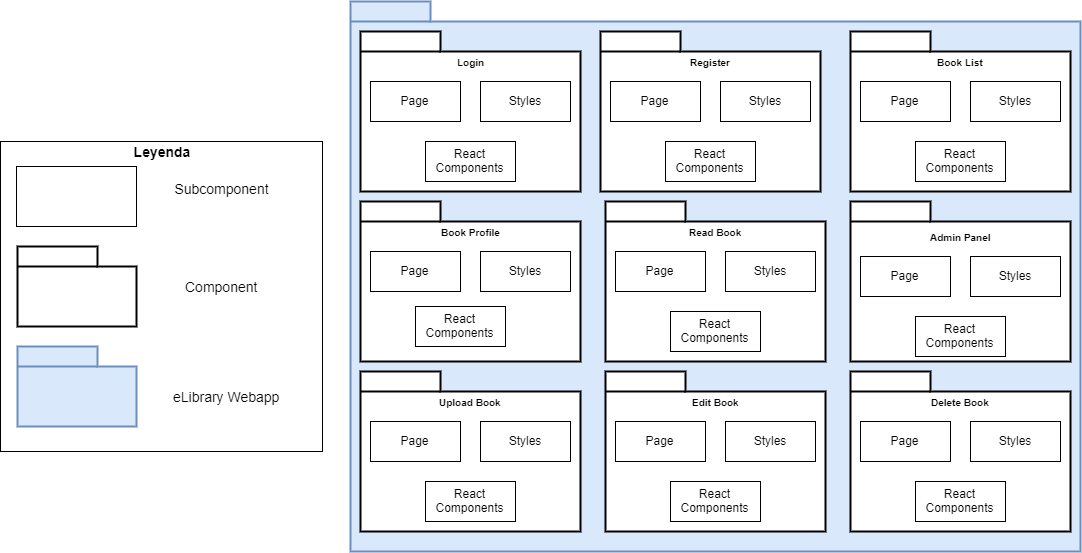 Leyenda
Subcomponent
Component
eLibrary Webapp
Login
Page
Styles
React
Components
Register
Page
Styles
React
Components
Book List
Page
Styles
React
Components
Book Profile
Page
Styles
React
Components
Read Book
Page
Styles
React
Components
Admin Panel
Page
Styles
React
Components
Upload Book
Page
Styles
React
Components
Edit Book
Page
Styles
React
Components
Delete Book
Page
Styles
React
Components